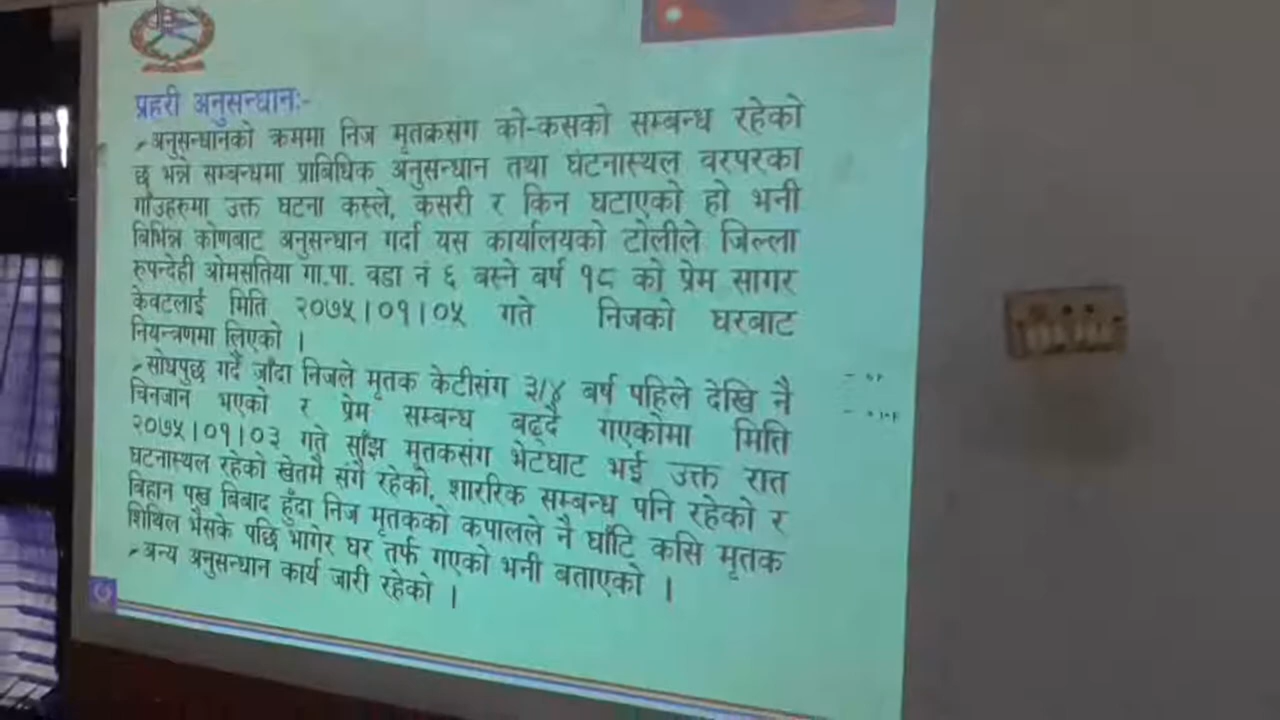 प्रहरी अनुसन्धानः-
➢अनुसन्धानको क्रममा निज मृतकसंग को-कसको सम्बन्ध रहेको
छ भन्ने सम्बन्धमा प्राबिधिक अनुसन्धान तथा घटनास्थल वरपरका
गाँउहरुमा उक्त घटना कस्ले, कसरी र किन घटाएको हो भनी
बिभिन्न कोणबाट अनुसन्धान गर्दा यस कार्यालयको टोलीले जिल्ला
रुपन्देही ओमसतिया गा.पा. वडा नं ६ बस्ने बर्ष १८ को प्रेम सागर
केवटलाई मिति २०७५।०१।०५ गते निजको घरबाट
नियन्त्रणमा लिएको ।
➢सोधपुछ गर्दै जाँदा निजले मृतक केटीसंग ३/४ बर्ष पहिले देखि नै
चिनजान भएको र प्रेम सम्बन्ध बढ्दै गएकोमा मिति
२०७५।०१।०३ गते साँझ मृतकसंग भेटघाट भई उक्त रात
घटनास्थल रहेको खेतमै संगै रहेको, शाररिक सम्बन्ध पनि रहेको र
बिहान पख बिबाद हुँदा निज मृतकको कपालले नै घाँटि कसि मृतक
शिथिल भैसके पछि भागेर घर तर्फ गएको भनी बताएको ।
➢अन्य अनुसन्धान कार्य जारी रहेको ।